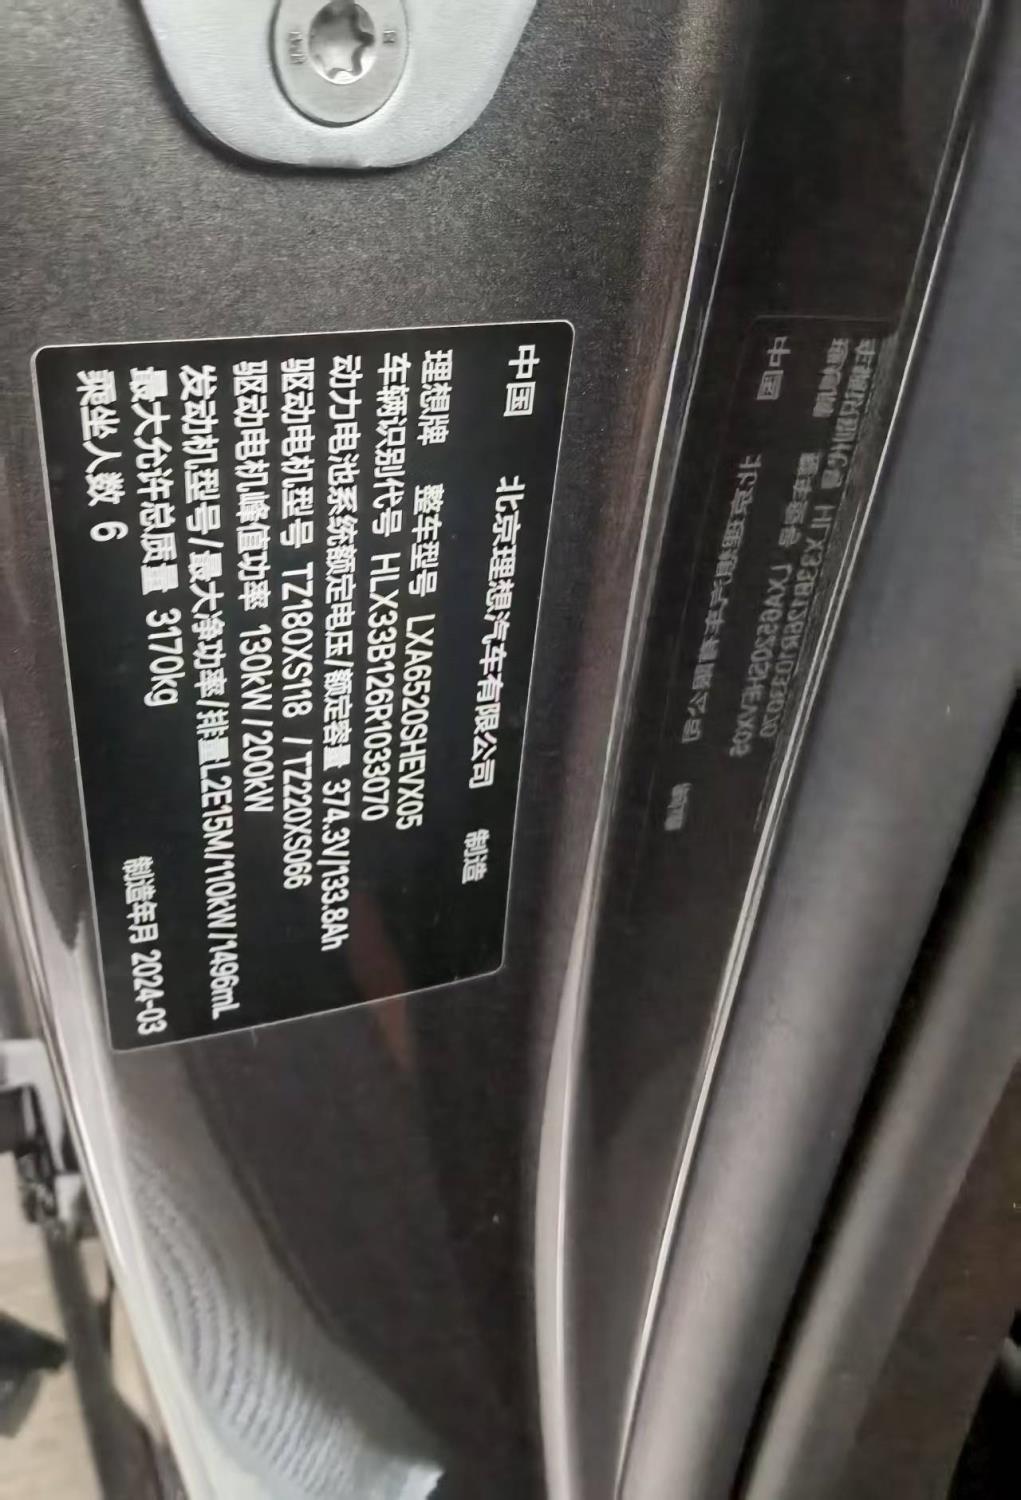 中国 北京理想汽车有限公司 制造
理想牌 整车型号 LXA6520SHEVX05
车辆识别代号 HLX33B126R1033070
动力电池系统额定电压/额定容量 374.3V/133.8Ah
驱动电机型号 TZ180XS118 /TZ220XS066
驱动电机峰值功率 130kW/200kW
发动机型号/最大净功率/排量L2E15M/110kW/1496mL
最大允许总质量 3170kg
乘坐人数 6 制造年月 2024-03